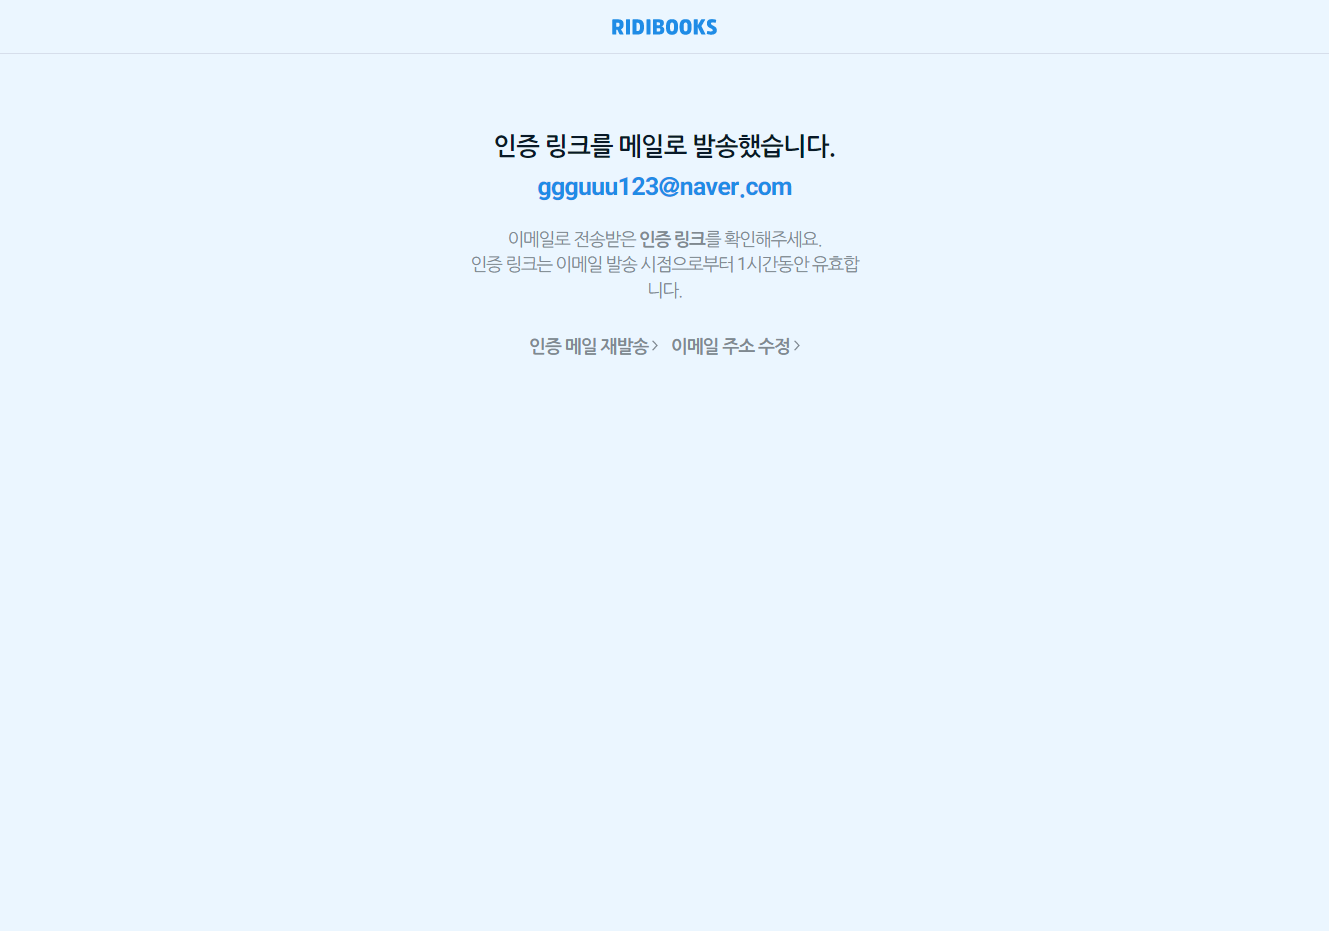 RIDIBOOKS
인증 링크를 메일로 발송했습니다.
ggguuu123@naver.com
이메일로 전송받은 인증 링크를 확인해주세요.
인증 링크는 이메일 발송 시점으로부터 1시간동안 유효합
니다.
인증 메일 재발송 > 이메일 주소 수정 >